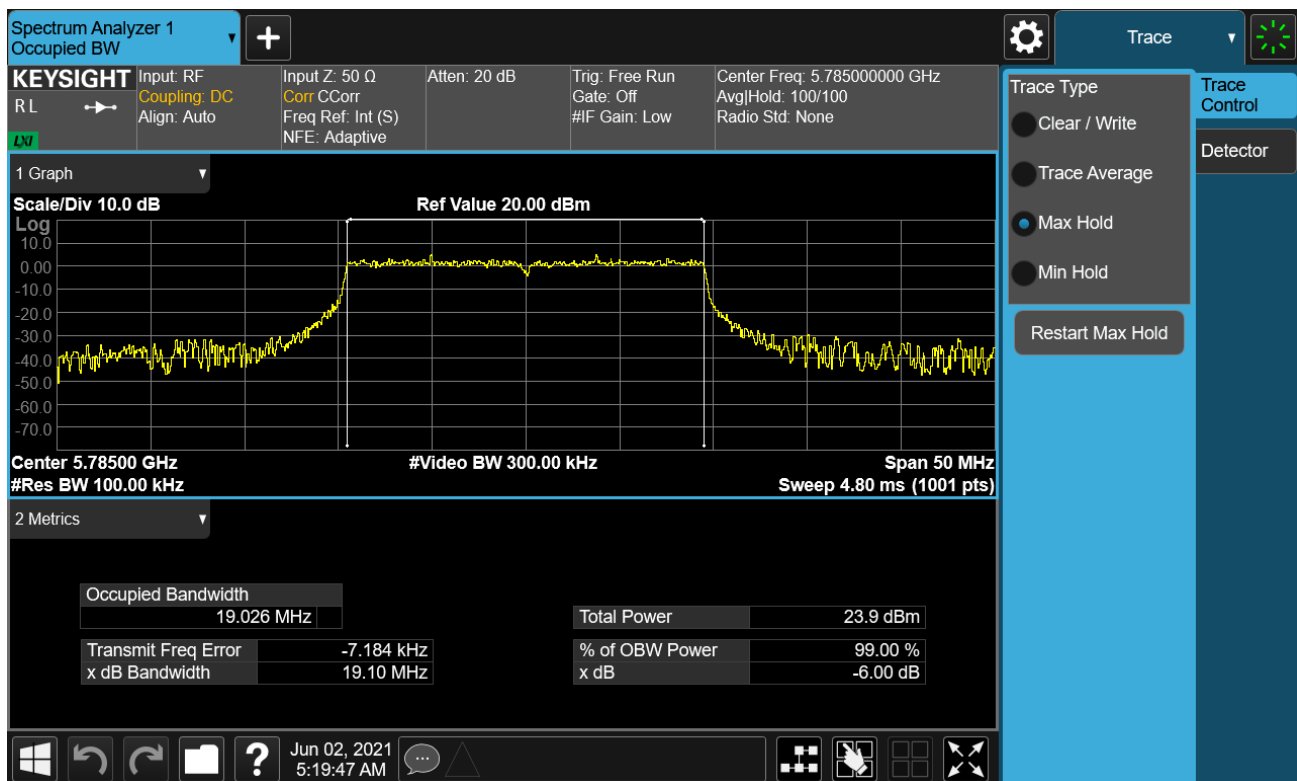 Spectrum Analyzer 1
Occupied BW
+
Trace
KEYSIGHT
R L
LXI
Input: RF
Coupling: DC
Align: Auto
Input Z: 50 Ω
Corr CCorr
Freq Ref: Int (S)
NFE: Adaptive
Atten: 20 dB
Trig: Free Run
Gate: Off
#IF Gain: Low
Center Freq: 5.785000000 GHz
Avg|Hold: 100/100
Radio Std: None
1 Graph
Scale/Div 10.0 dB
Ref Value 20.00 dBm
Log
10.0
0.00
-10.0
-20.0
-30.0
-40.0
-50.0
-60.0
-70.0
Center 5.78500 GHz
#Video BW 300.00 kHz
Span 50 MHz
#Res BW 100.00 kHz
Sweep 4.80 ms (1001 pts)
2 Metrics
Occupied Bandwidth
19.026 MHz
Total Power 23.9 dBm
Transmit Freq Error -7.184 kHz
% of OBW Power 99.00 %
x dB Bandwidth 19.10 MHz
x dB -6.00 dB
Trace Type
Clear / Write
Trace Average
Max Hold
Min Hold
Restart Max Hold
Trace
Control
Detector
?
Jun 02, 2021
5:19:47 AM